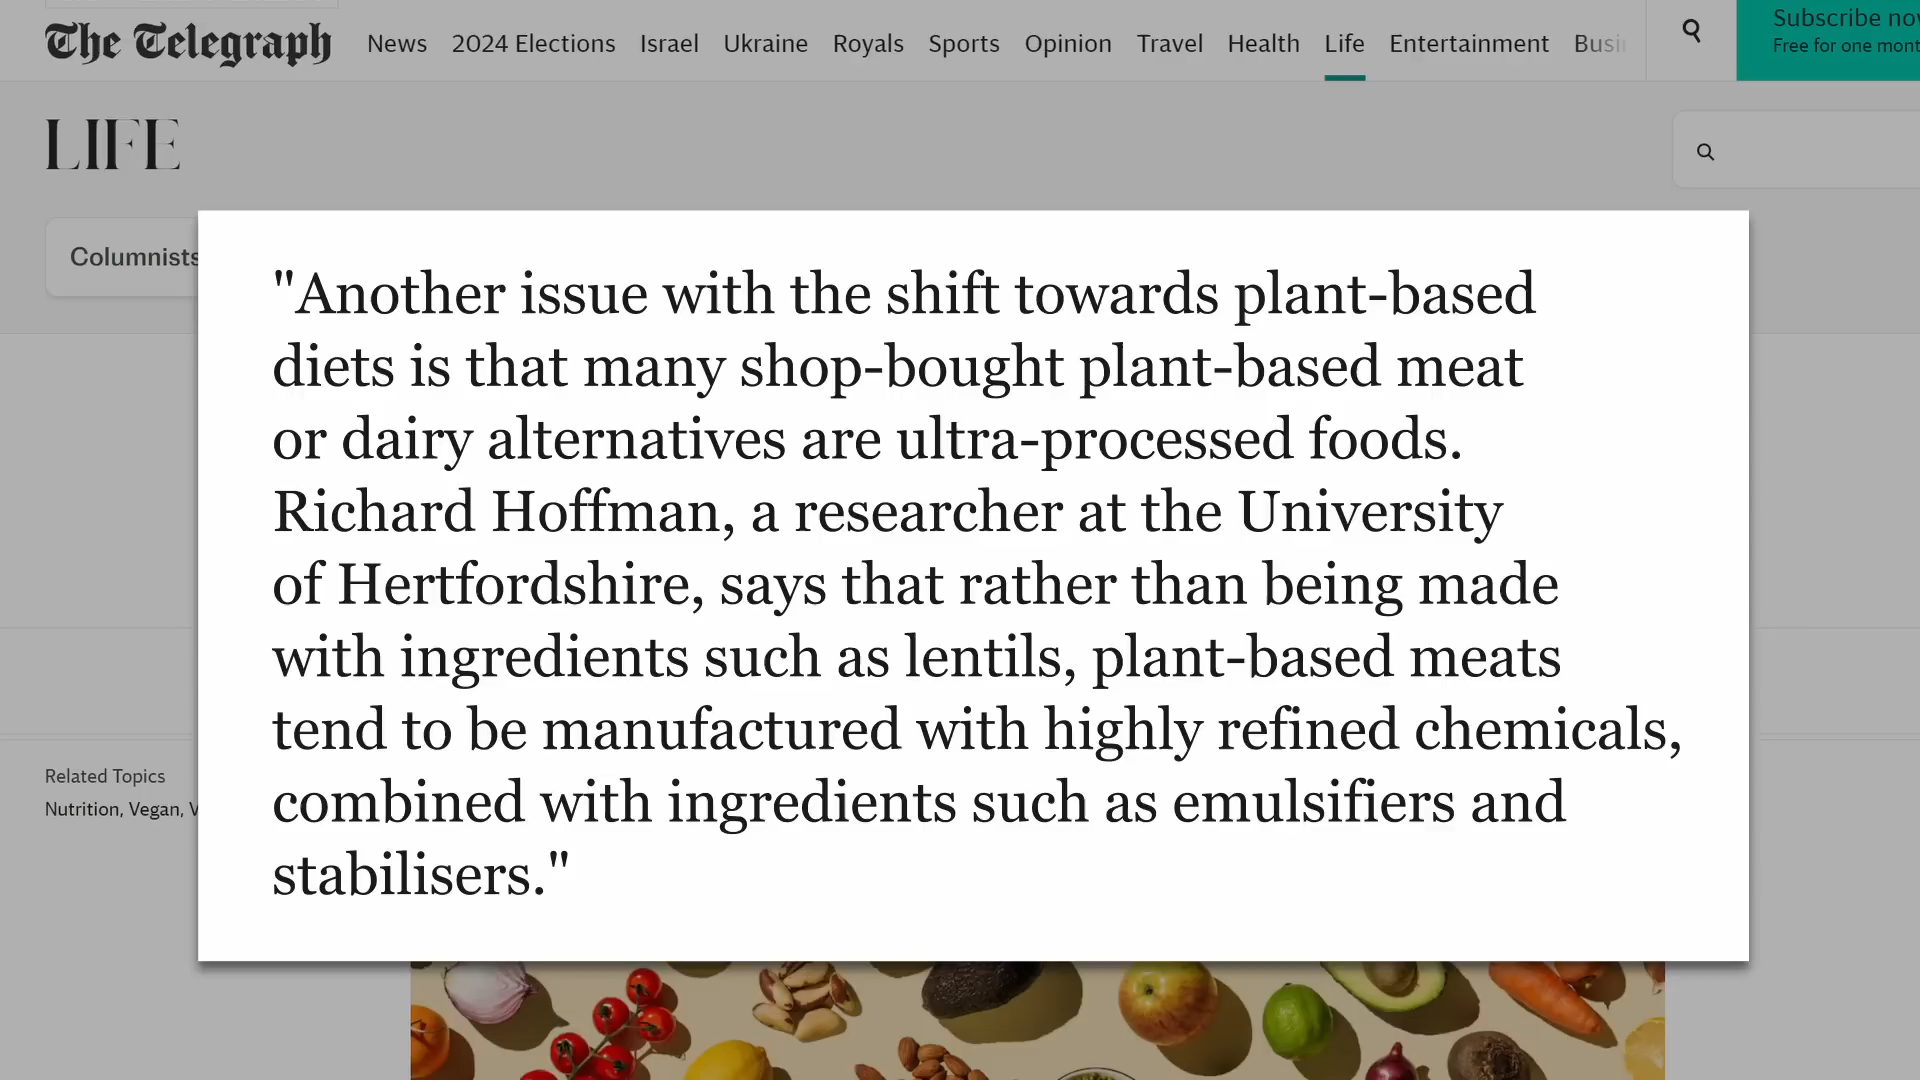 The Telegraph
News 2024 Elections Israel Ukraine Royals Sports Opinion Travel Health Life Entertainment
Subscribe
Free for one
LIFE
Columnists
"Another issue with the shift towards plant-based
diets is that many shop-bought plant-based meat
or dairy alternatives are ultra-processed foods.
Richard Hoffman, a researcher at the University
of Hertfordshire, says that rather than being made
with ingredients such as lentils, plant-based meats
tend to be manufactured with highly refined chemicals,
combined with ingredients such as emulsifiers and
stabilisers."
Related Topics
Nutrition, Vegan,